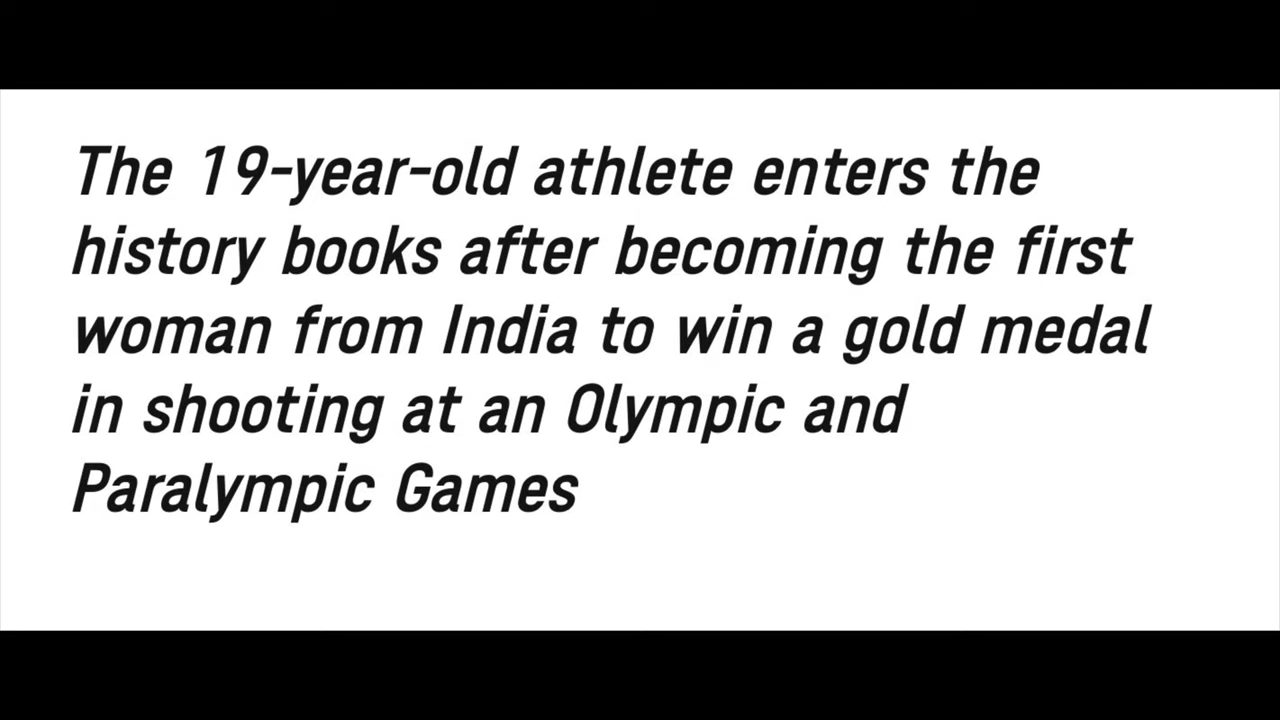 The 19-year-old athlete enters the
history books after becoming the first
woman from India to win a gold medal
in shooting at an Olympic and
Paralympic Games